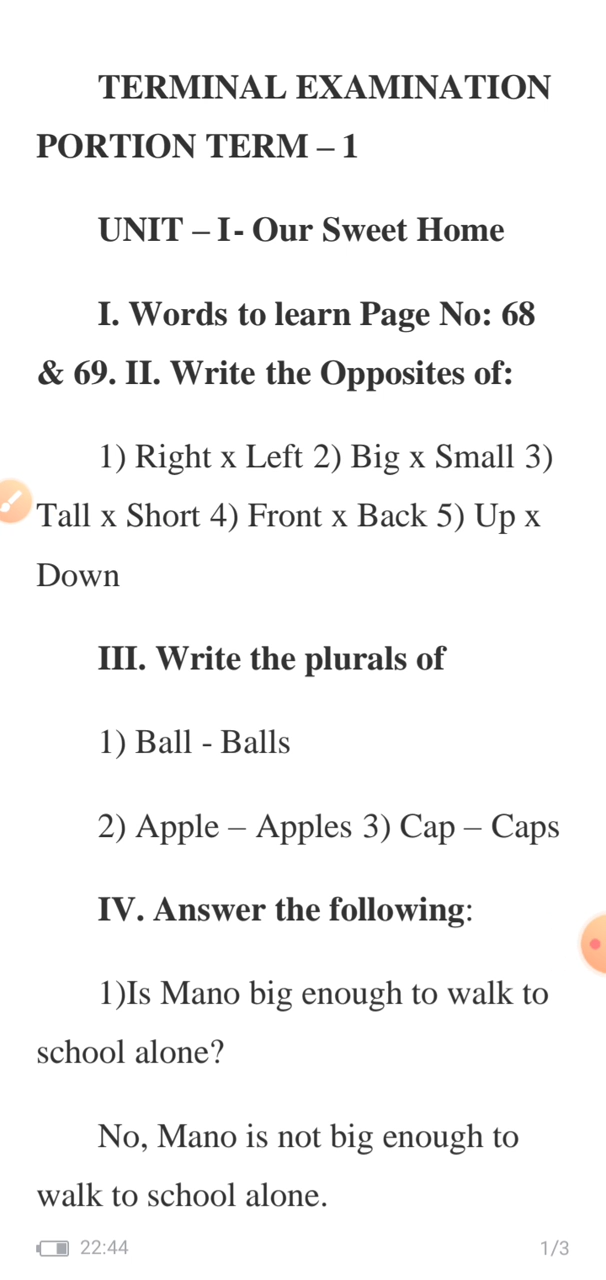 TERMINAL EXAMINATION
PORTION TERM – 1
UNIT – I- Our Sweet Home
I. Words to learn Page No: 68
& 69. II. Write the Opposites of:
1) Right x Left 2) Big x Small 3)
Tall x Short 4) Front x Back 5) Up x
Down
III. Write the plurals of
1) Ball - Balls
2) Apple – Apples 3) Cap – Caps
IV. Answer the following:
1)Is Mano big enough to walk to
school alone?
No, Mano is not big enough to
walk to school alone.
22:44 1/3